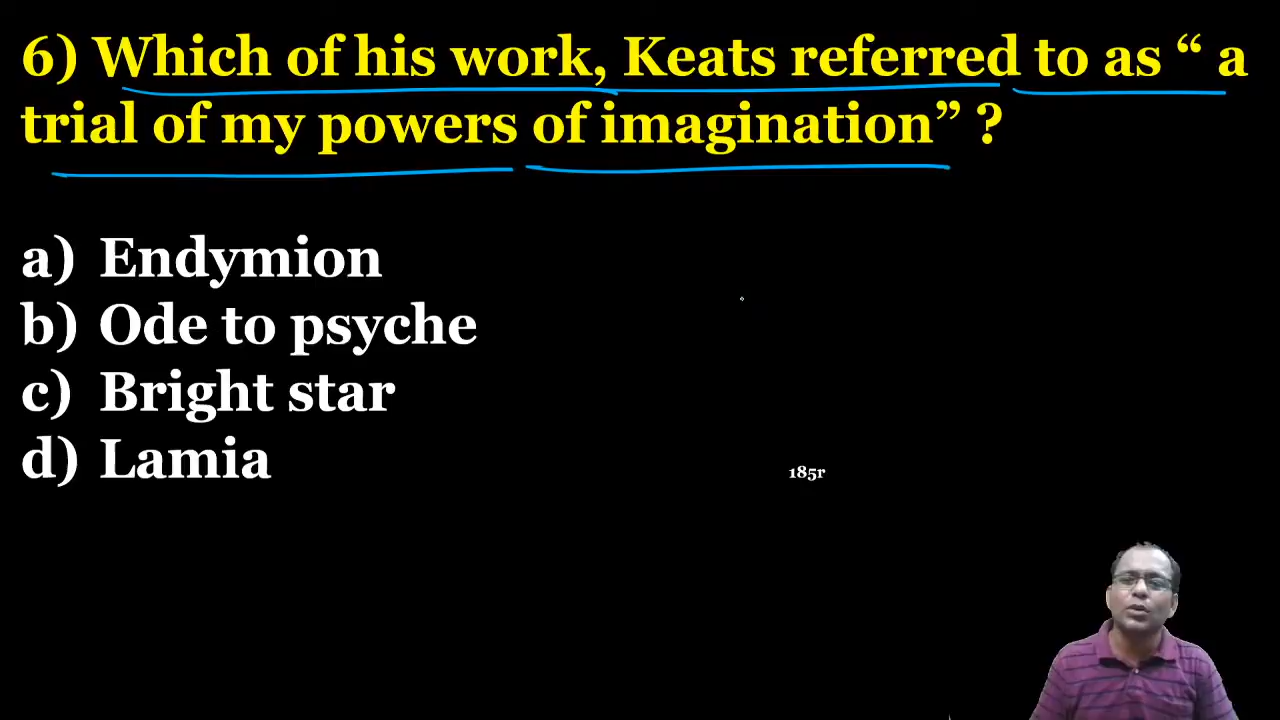 6) Which of his work, Keats referred to as “ a
trial of my powers of imagination” ?
a) Endymion
b) Ode to psyche
c) Bright star
d) Lamia
185r